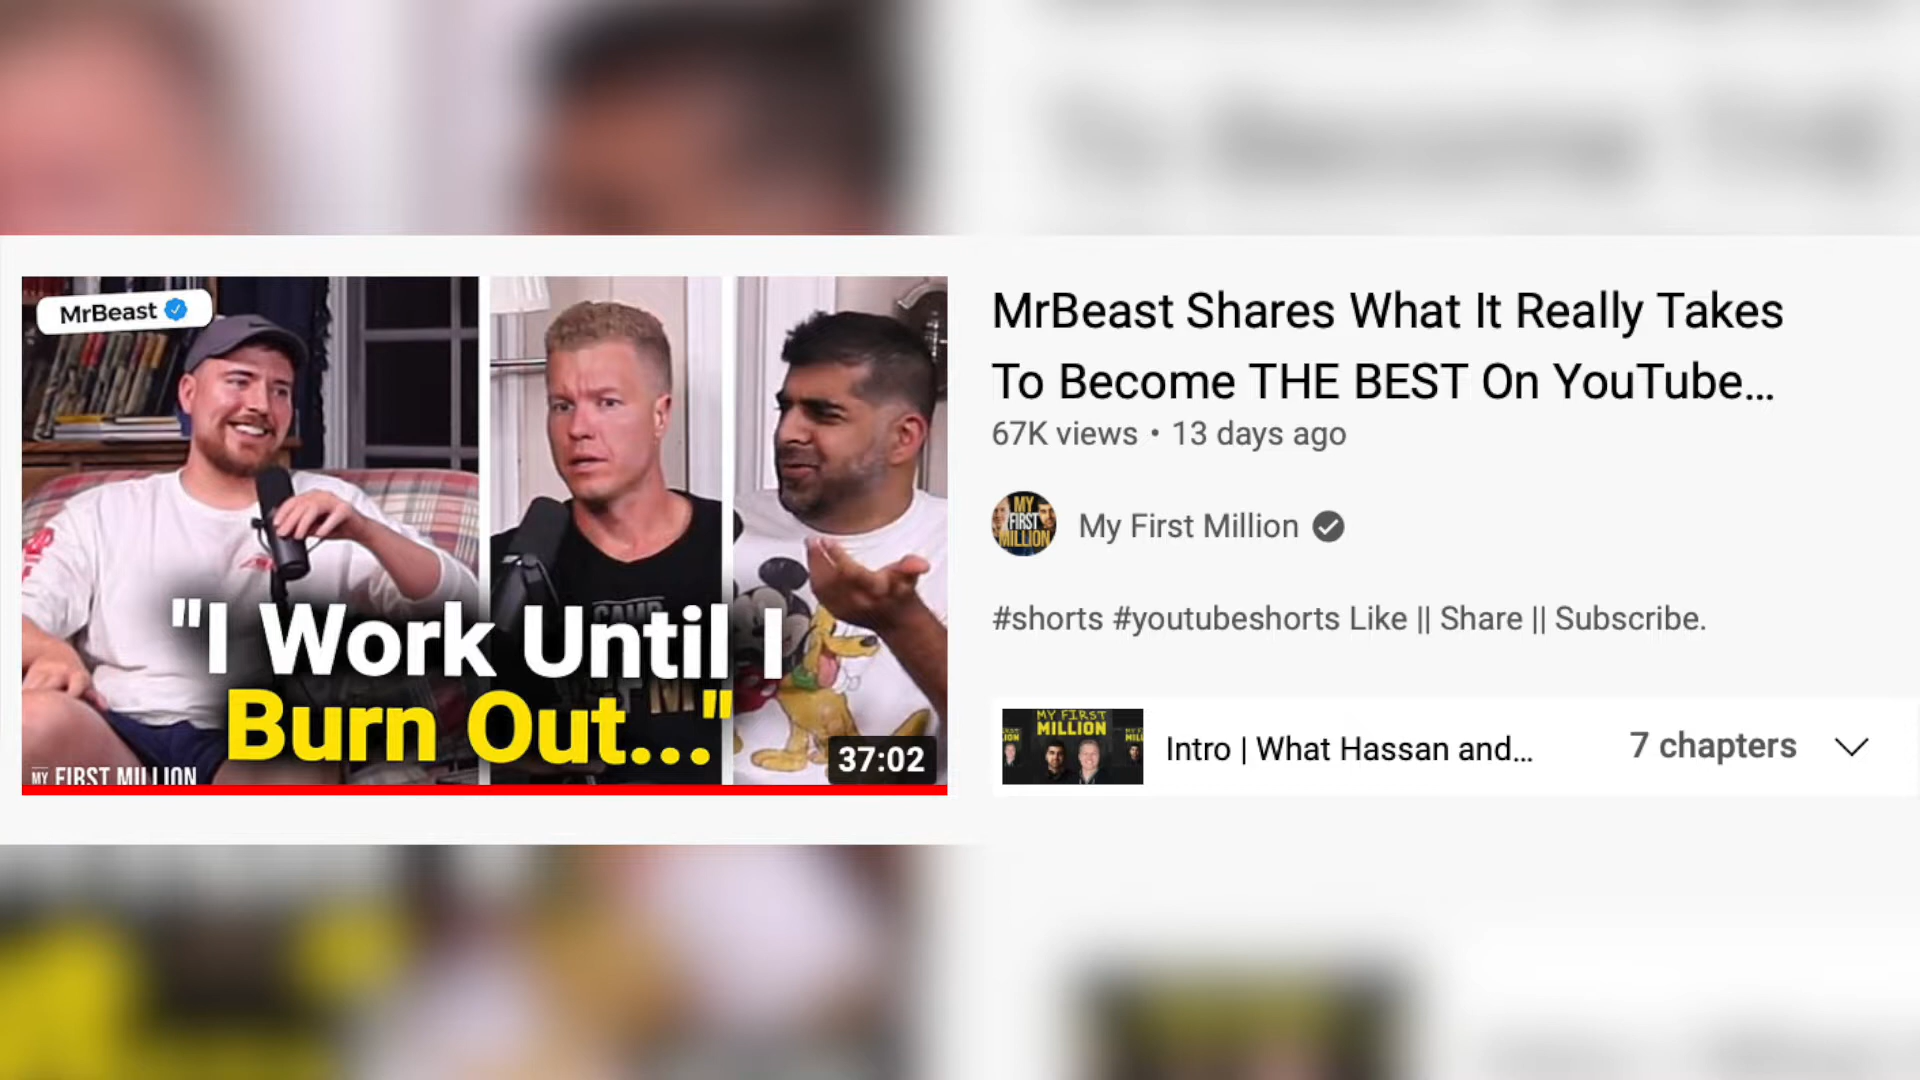 MrBeast
"I Work Until I
Burn Out..."
MY FIRST MILLION
37:02
MrBeast Shares What It Really Takes
To Become THE BEST On YouTube...
67K views • 13 days ago
MY
FIRST
MILLION
My First Million
#shorts #youtubeshorts Like || Share || Subscribe.
MY FIRST
MILLION
Intro | What Hassan and...
7 chapters